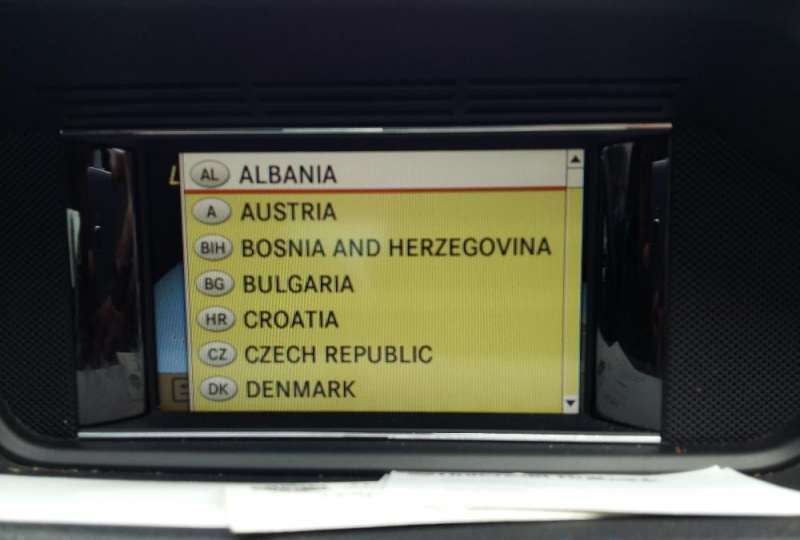 AL ALBANIA
A AUSTRIA
BIH BOSNIA AND HERZEGOVINA
BG BULGARIA
HR CROATIA
CZ CZECH REPUBLIC
DK DENMARK